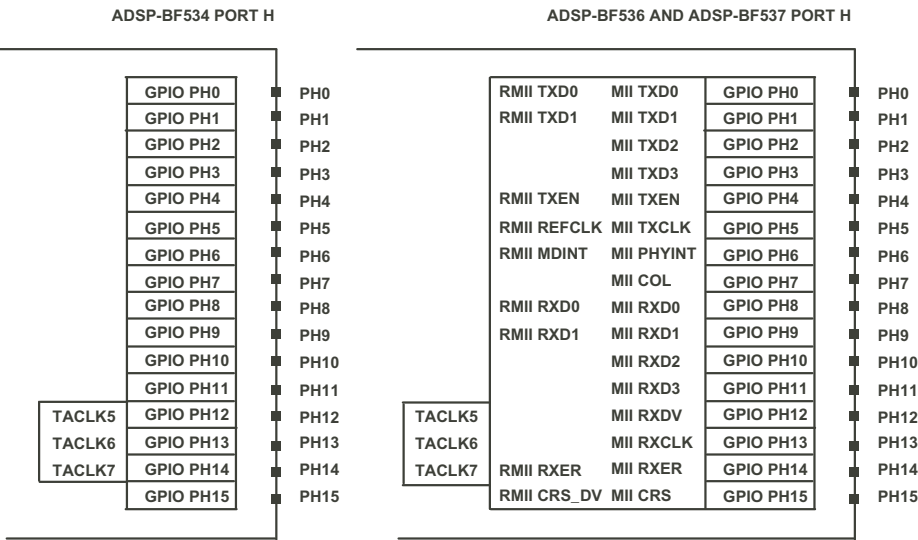 ADSP-BF534 PORT H
GPIO PH0 PH0
GPIO PH1 PH1
GPIO PH2 PH2
GPIO PH3 PH3
GPIO PH4 PH4
GPIO PH5 PH5
GPIO PH6 PH6
GPIO PH7 PH7
GPIO PH8 PH8
GPIO PH9 PH9
GPIO PH10 PH10
GPIO PH11 PH11
TACLK5 GPIO PH12 PH12
TACLK6 GPIO PH13 PH13
TACLK7 GPIO PH14 PH14
GPIO PH15 PH15
ADSP-BF536 AND ADSP-BF537 PORT H
RMII TXD0 MII TXD0 GPIO PH0 PH0
RMII TXD1 MII TXD1 GPIO PH1 PH1
MII TXD2 GPIO PH2 PH2
MII TXD3 GPIO PH3 PH3
RMII TXEN MII TXEN GPIO PH4 PH4
RMII REFCLK MII TXCLK GPIO PH5 PH5
RMII MDINT MII PHYINT GPIO PH6 PH6
MII COL GPIO PH7 PH7
RMII RXD0 MII RXD0 GPIO PH8 PH8
RMII RXD1 MII RXD1 GPIO PH9 PH9
MII RXD2 GPIO PH10 PH10
MII RXD3 GPIO PH11 PH11
TACLK5 MII RXDV GPIO PH12 PH12
TACLK6 MII RXCLK GPIO PH13 PH13
TACLK7 RMII RXER MII RXER GPIO PH14 PH14
RMII CRS_DV MII CRS GPIO PH15 PH15